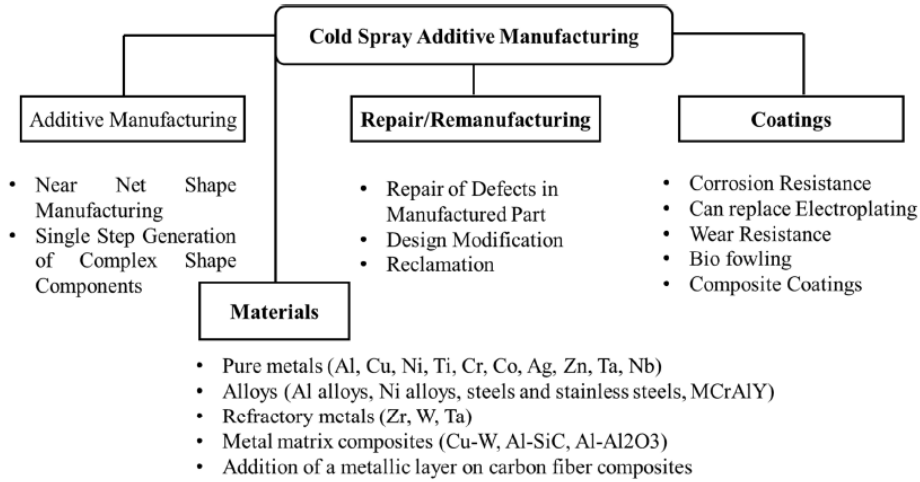 Cold Spray Additive Manufacturing
Additive Manufacturing
• Near Net Shape
Manufacturing
• Single Step Generation
of Complex Shape
Components
Repair/Remanufacturing
• Repair of Defects in
Manufactured Part
• Design Modification
• Reclamation
Coatings
• Corrosion Resistance
• Can replace Electroplating
• Wear Resistance
• Bio fowling
• Composite Coatings
Materials
• Pure metals (Al, Cu, Ni, Ti, Cr, Co, Ag, Zn, Ta, Nb)
• Alloys (Al alloys, Ni alloys, steels and stainless steels, MCrAlY)
• Refractory metals (Zr, W, Ta)
• Metal matrix composites (Cu-W, Al-SiC, Al-Al2O3)
• Addition of a metallic layer on carbon fiber composites